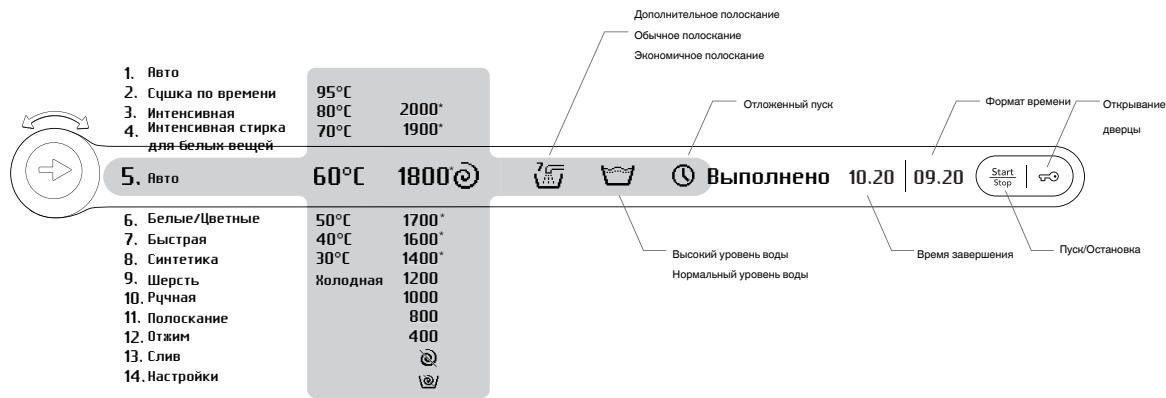 Дополнительное полоскание
Обычное полоскание
Экономичное полоскание
1. Авто
2. Сушка по времени 95°C
3. Интенсивная 80°C 2000*
4. Интенсивная стирка 70°C 1900*
для белых вещей
Отложенный пуск
Формат времени
Открывание
дверцы
5. Авто 60°C 1800* 7 Выполнено 10.20 09.20 Start
Stop
6. Белые/Цветные 50°C 1700*
7. Быстрая 40°C 1600*
8. Синтетика 30°C 1400*
9. Шерсть Холодная 1200
10. Ручная 1000
11. Полоскание 800
12. Отжим 400
13. Слив
14. Настройки
Высокий уровень воды
Нормальный уровень воды
Время завершения
Пуск/Остановка